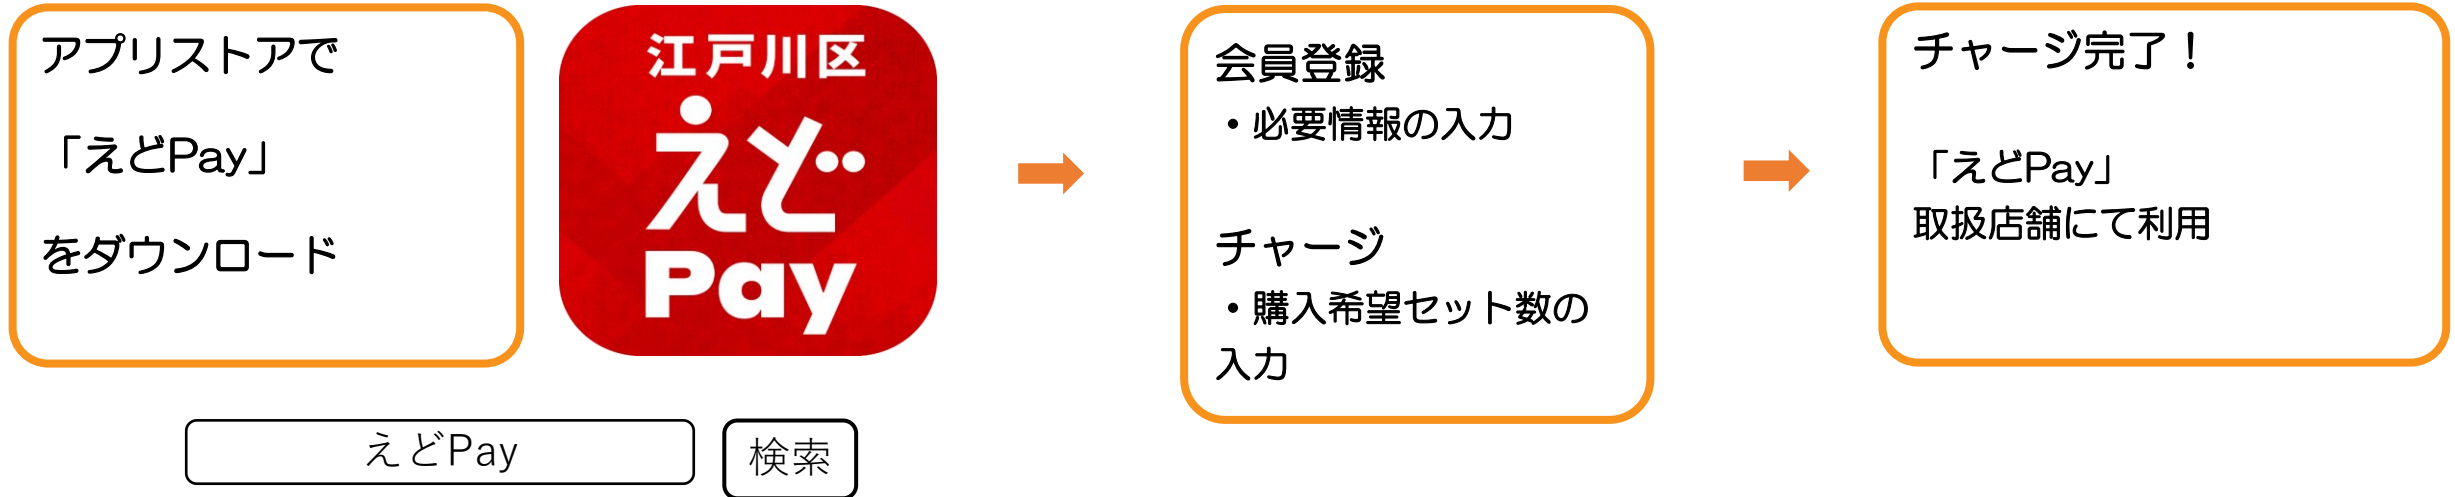 アプリストアで
「えどPay」
をダウンロード
江戸川区
えど
Pay
えどPay
検索
会員登録
・必要情報の入力
チャージ
・購入希望セット数の
入力
チャージ完了！
「えどPay」
取扱店舗にて利用